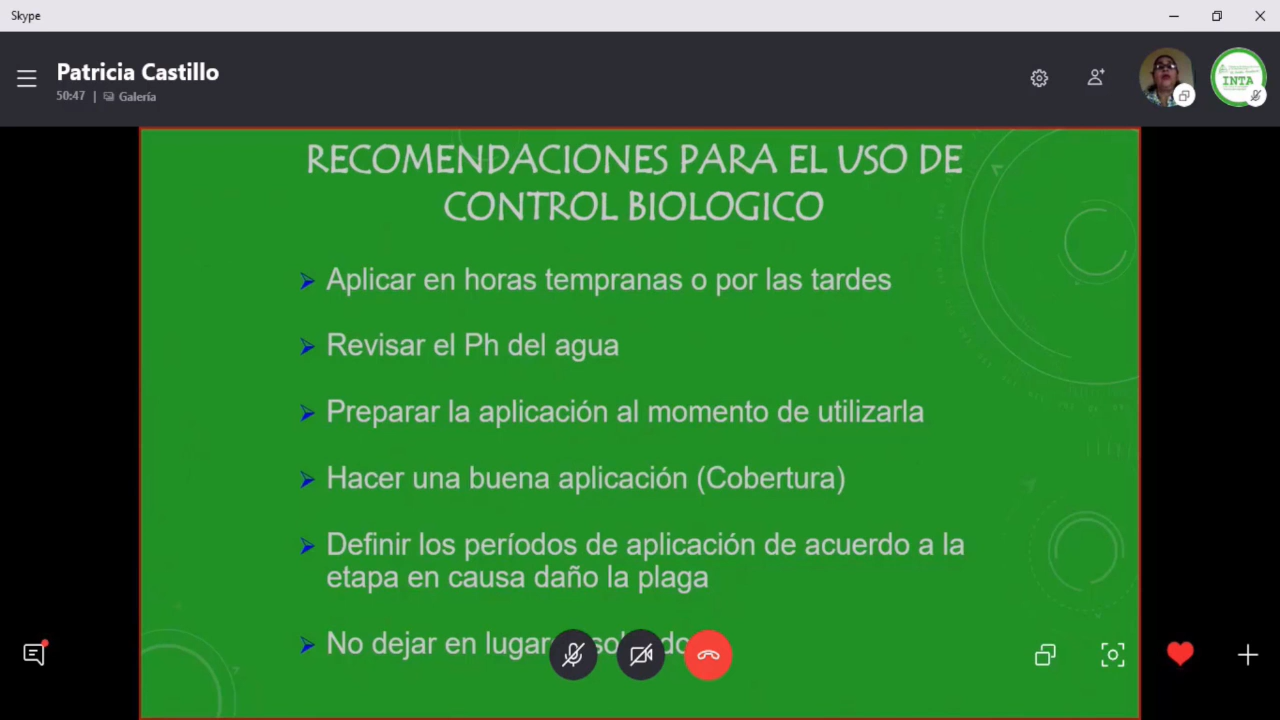 Skype
Patricia Castillo
50:47 | Galería
INTA
RECOMENDACIONES PARA EL USO DE
CONTROL BIOLOGICO
Aplicar en horas tempranas o por las tardes
Revisar el Ph del agua
Preparar la aplicación al momento de utilizarla
Hacer una buena aplicación (Cobertura)
Definir los períodos de aplicación de acuerdo a la
etapa en causa daño la plaga
No dejar en lugar